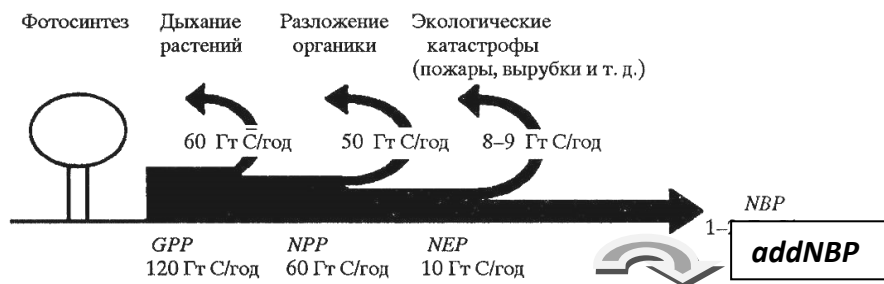 Фотосинтез
Дыхание
растений
Разложение
органики
Экологические
катастрофы
(пожары, вырубки и т. д.)
60 Гт С/год
50 Гт С/год
8–9 Гт С/год
NBP
GPP
120 Гт С/год
NPP
60 Гт С/год
NEP
10 Гт С/год
addNBP